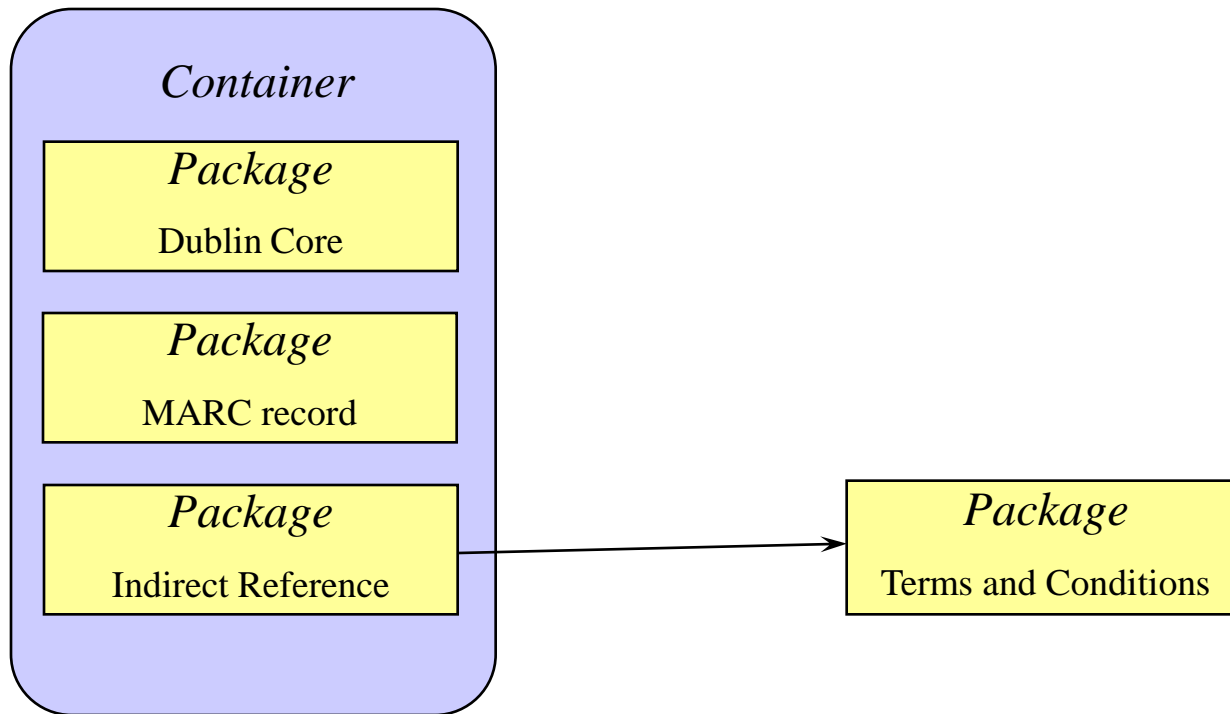 Container
Package
Dublin Core
Package
MARC record
Package
Indirect Reference
Package
Terms and Conditions